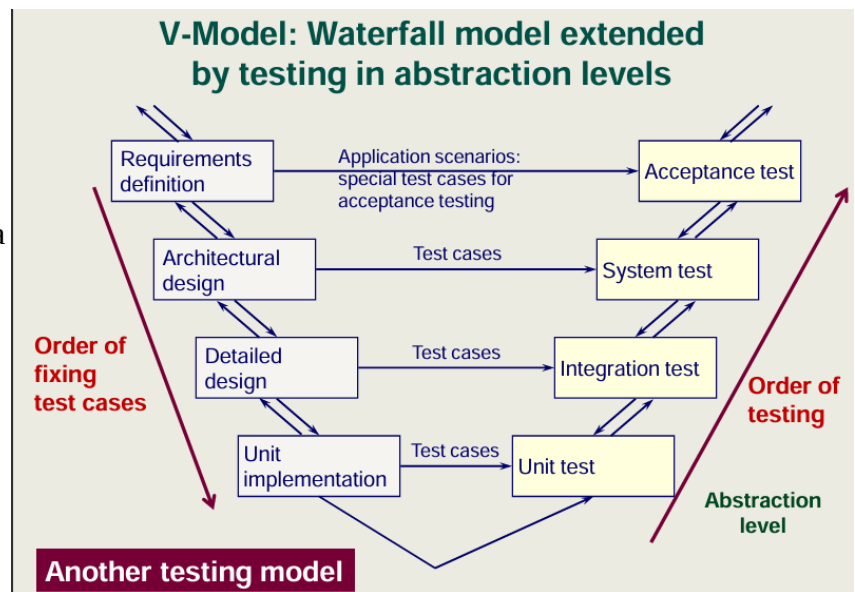 V-Model: Waterfall model extended
by testing in abstraction levels
Requirements
definition
Application scenarios:
special test cases for
acceptance testing
Acceptance test
a
Architectural
design
Test cases
System test
Order of
fixing
test cases
Detailed
design
Test cases
Integration test
Order of
testing
Unit
implementation
Test cases
Unit test
Abstraction
level
Another testing model